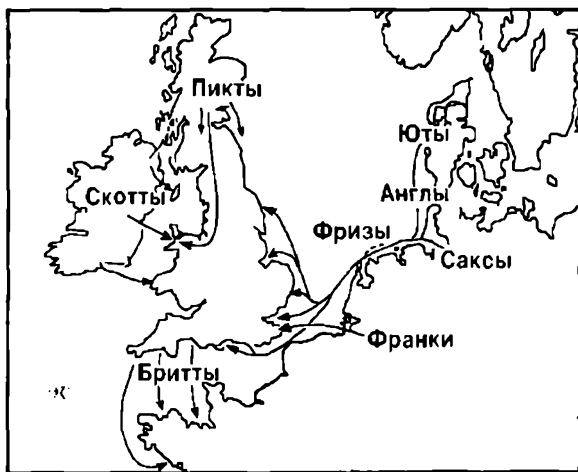 Пикты
Юты
Скотты
Англы
Фризы
Саксы
Франки
Бритты